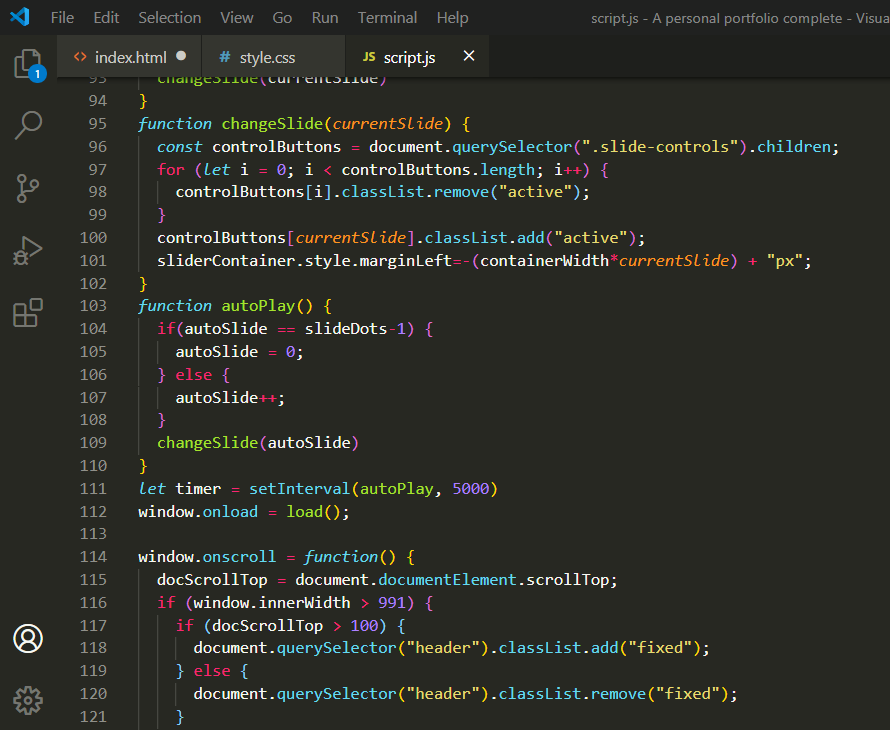 File Edit Selection View Go Run Terminal Help script.js - A personal portfolio complete - Visua
index.html style.css JS script.js
1
93 changeSlide(currentSlide)
94 }
95 function changeSlide(currentSlide) {
96 const controlButtons = document.querySelector(".slide-controls").children;
97 for (let i = 0; i < controlButtons.length; i++) {
98 controlButtons[i].classList.remove("active");
99 }
100 controlButtons[currentSlide].classList.add("active");
101 sliderContainer.style.marginLeft=-(containerWidth*currentSlide) + "px";
102 }
103 function autoPlay() {
104 if(autoSlide == slideDots-1) {
105 autoSlide = 0;
106 } else {
107 autoSlide++;
108 }
109 changeSlide(autoSlide)
110 }
111 let timer = setInterval(autoPlay, 5000)
112 window.onload = load();
113
114 window.onscroll = function() {
115 docScrollTop = document.documentElement.scrollTop;
116 if (window.innerWidth > 991) {
117 if (docScrollTop > 100) {
118 document.querySelector("header").classList.add("fixed");
119 } else {
120 document.querySelector("header").classList.remove("fixed");
121 }